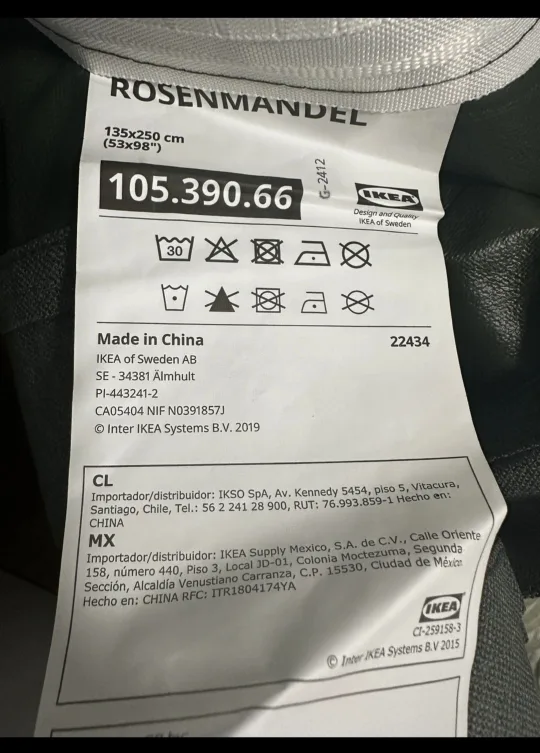 ROSENMANDEL
135x250 cm
(53x98")
105.390.66
G-2412
IKEA
Design and Quality
IKEA of Sweden
30
Made in China 22434
IKEA of Sweden AB
SE - 34381 Älmhult
PI-443241-2
CA05404 NIF N0391857J
© Inter IKEA Systems B.V. 2019
CL
Importador/distribuidor: IKSO SpA, Av. Kennedy 5454, piso 5, Vitacura,
Santiago, Chile, Tel.: 56 2 241 28 900, RUT: 76.993.859-1 Hecho en:
CHINA
MX
Importador/distribuidor: IKEA Supply Mexico, S.A. de C.V., Calle Oriente
158, número 440, Piso 3, Local JD-01, Colonia Moctezuma, Segunda
Sección, Alcaldía Venustiano Carranza, C.P. 15530, Ciudad de México
Hecho en: CHINA RFC: ITR1804174YA
IKEA
CI-259158-3
© Inter IKEA Systems B.V 2015